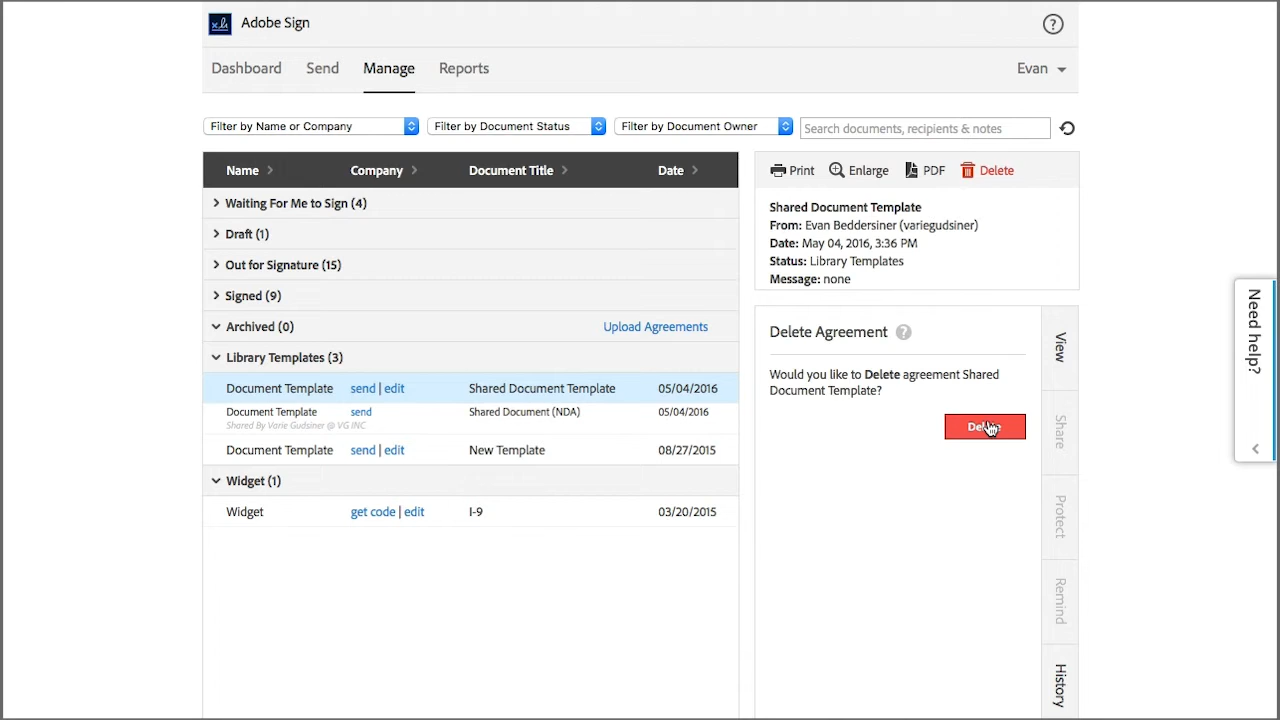 Adobe Sign
?
Dashboard Send Manage Reports Evan
Filter by Name or Company Filter by Document Status Filter by Document Owner Search documents, recipients & notes
Name Company Document Title Date
Waiting For Me to Sign (4)
Draft (1)
Out for Signature (15)
Signed (9)
Archived (0) Upload Agreements
Library Templates (3)
Document Template send | edit Shared Document Template 05/04/2016
Document Template send Shared Document (NDA) 05/04/2016
Shared By Varie Gudsiner @ VG INC
Document Template send | edit New Template 08/27/2015
Widget (1)
Widget get code | edit I-9 03/20/2015
Print Enlarge PDF Delete
Shared Document Template
From: Evan Beddersiner (variegudsiner)
Date: May 04, 2016, 3:36 PM
Status: Library Templates
Message: none
Delete Agreement ?
Would you like to Delete agreement Shared
Document Template?
View
Share
Protect
Remind
History
Need help?